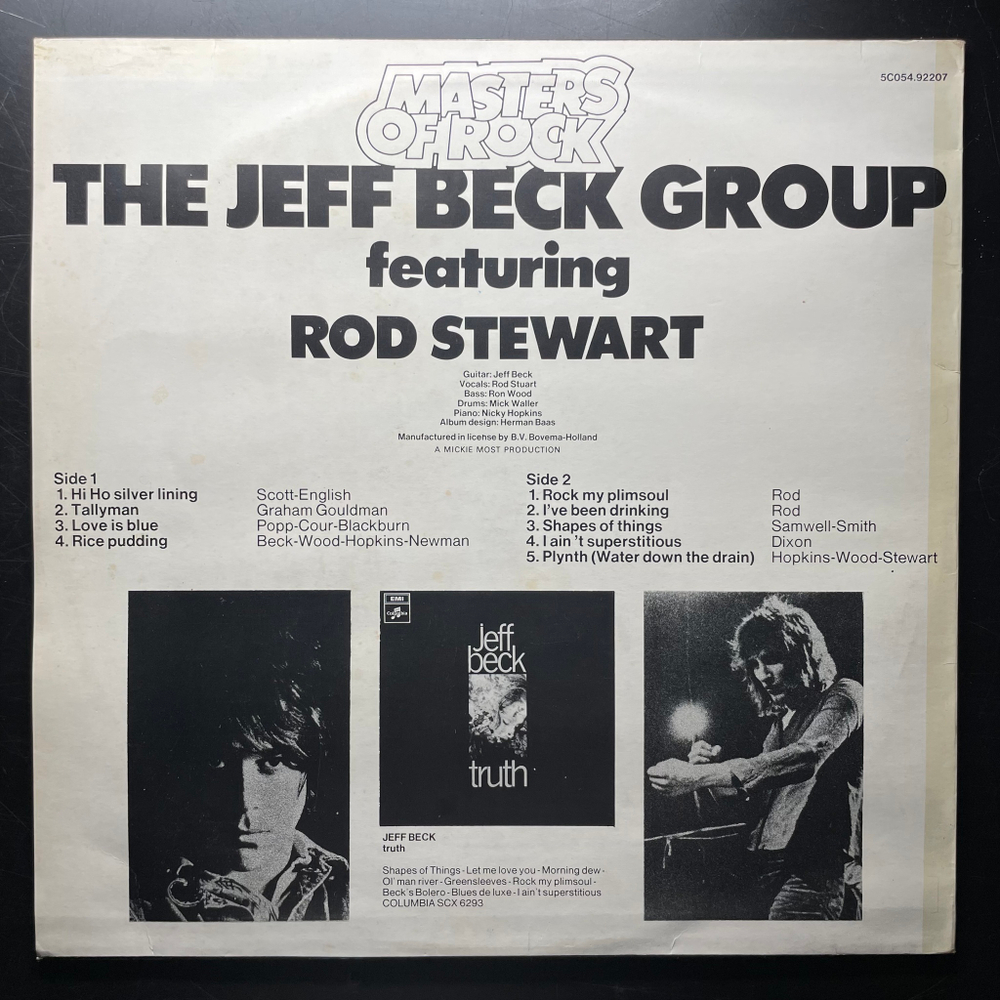 5C054.92207
MASTERS
OF ROCK
THE JEFF BECK GROUP
featuring
ROD STEWART
Guitar: Jeff Beck
Vocals: Rod Stuart
Bass: Ron Wood
Drums: Mick Waller
Piano: Nicky Hopkins
Album design: Herman Baas
Manufactured in license by B.V. Bovema-Holland
A MICKIE MOST PRODUCTION
Side 1
1. Hi Ho silver lining Scott-English
2. Tallyman Graham Gouldman
3. Love is blue Popp-Cour-Blackburn
4. Rice pudding Beck-Wood-Hopkins-Newman
Side 2
1. Rock my plimsoul Rod
2. I've been drinking Rod
3. Shapes of things Samwell-Smith
4. I ain 't superstitious Dixon
5. Plynth (Water down the drain) Hopkins-Wood-Stewart
EMI
Columbia
jeff
beck
truth
JEFF BECK
truth
Shapes of Things - Let me love you - Morning dew -
Ol' man river - Greensleeves - Rock my plimsoul -
Beck's Bolero - Blues de luxe - I ain't superstitious
COLUMBIA SCX 6293